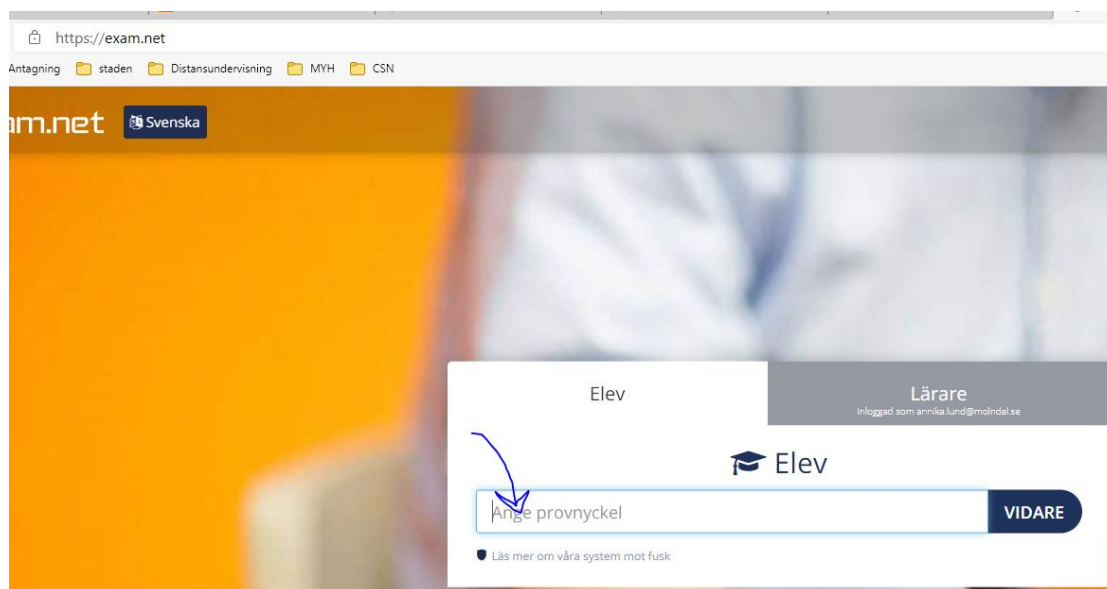 https://exam.net
Antagning staden Distansundervisning MYH CSN
am.net Svenska
Elev Lärare
Inloggad som annika.lund@molndal.se
Elev
Ange provnyckel VIDARE
Läs mer om våra system mot fusk